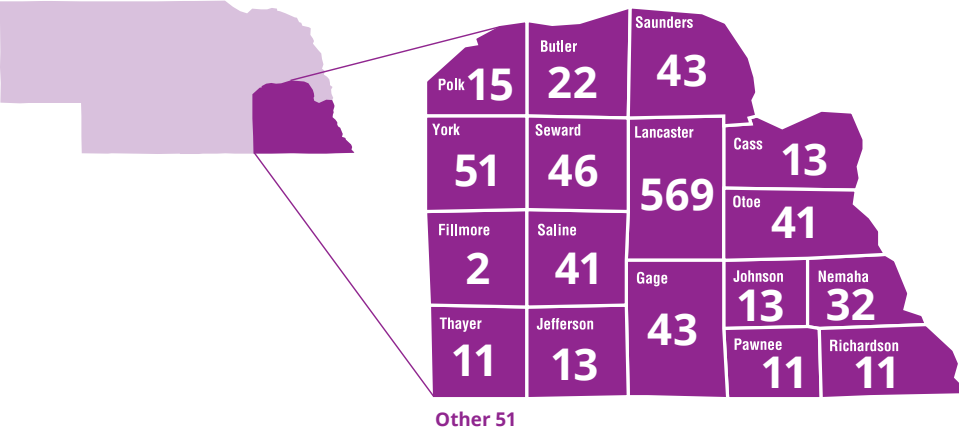 Saunders
43
Butler
22
Polk 15
York
51
Seward
46
Lancaster
569
Cass
13
Otoe
41
Fillmore
2
Saline
41
Gage
43
Johnson
13
Nemaha
32
Thayer
11
Jefferson
13
Pawnee
11
Richardson
11
Other 51